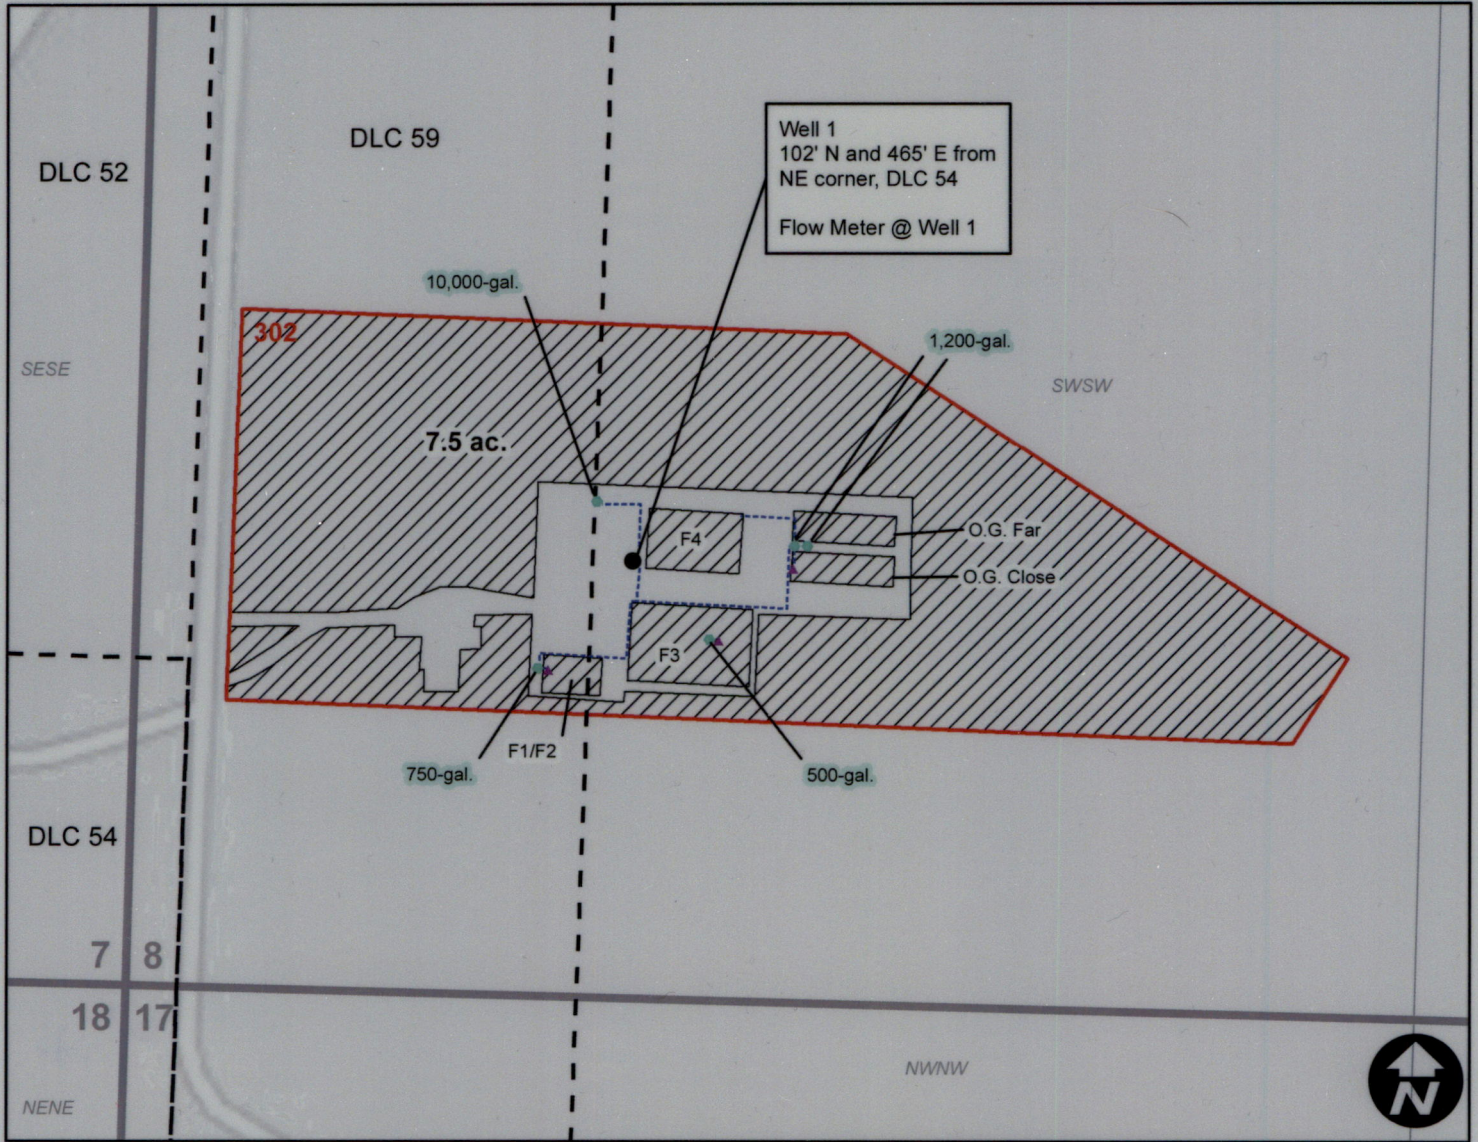 Well 1
102' N and 465' E from
NE corner, DLC 54
Flow Meter @ Well 1
DLC 59
DLC 52
10,000-gal.
302
1,200-gal.
SESE
SWSW
7.5 ac.
F4
O.G. Far
O.G. Close
F3
F1/F2
750-gal.
500-gal.
DLC 54
7 8
18 17
NWNW
NENE
N